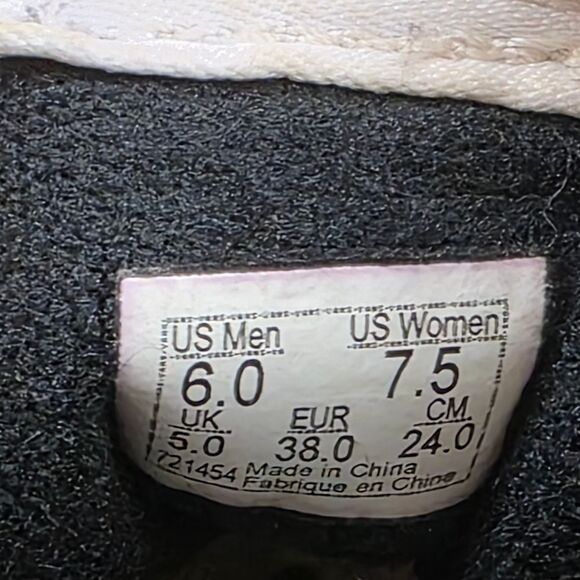 US Men US Women
6.0 7.5
UK EUR CM
5.0 38.0 24.0
721454 Made in China
Fabrique en Chine